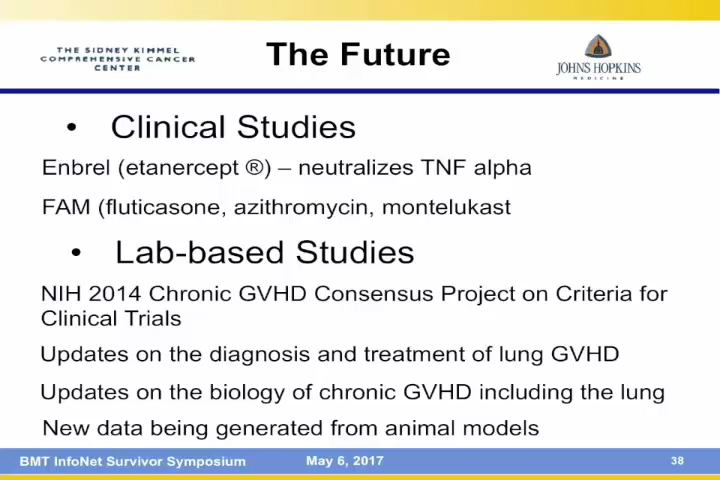 THE SIDNEY KIMMEL
COMPREHENSIVE CANCER
CENTER
The Future
JOHNS HOPKINS
MEDICINE
• Clinical Studies
Enbrel (etanercept ®) – neutralizes TNF alpha
FAM (fluticasone, azithromycin, montelukast
• Lab-based Studies
NIH 2014 Chronic GVHD Consensus Project on Criteria for
Clinical Trials
Updates on the diagnosis and treatment of lung GVHD
Updates on the biology of chronic GVHD including the lung
New data being generated from animal models
BMT InfoNet Survivor Symposium
May 6, 2017
38